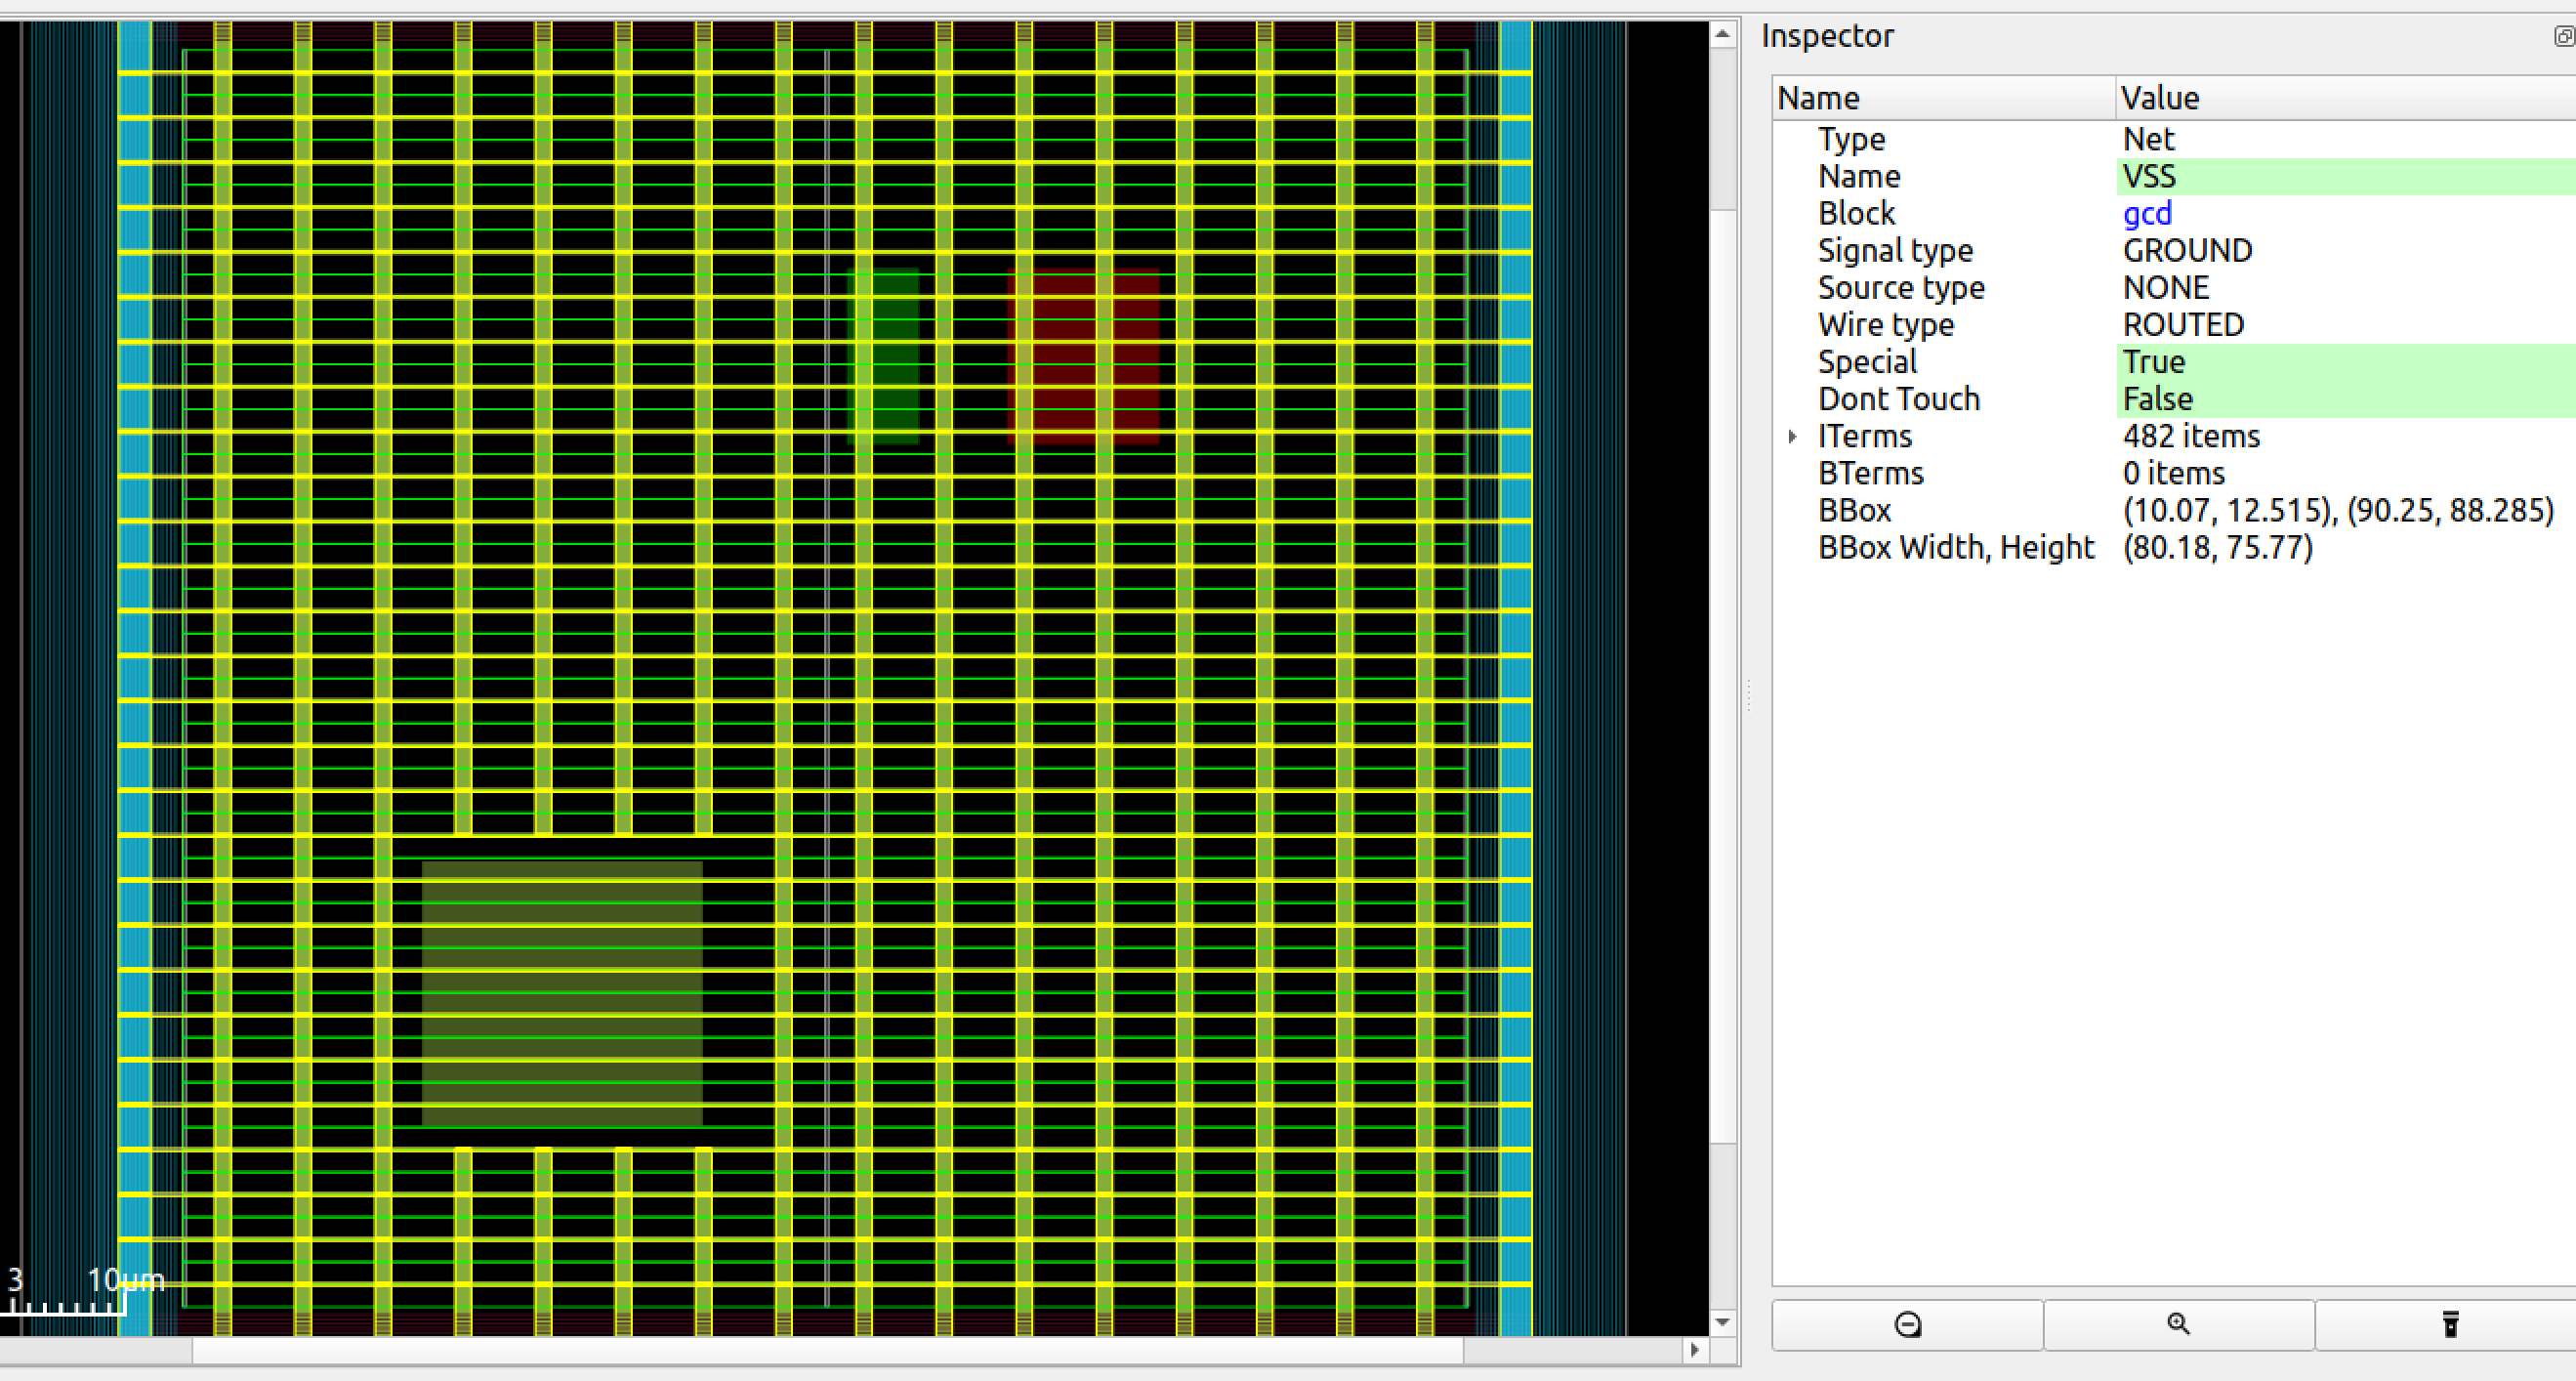 Inspector
Name Value
Type Net
Name VSS
Block gcd
Signal type GROUND
Source type NONE
Wire type ROUTED
Special True
Dont Touch False
ITerms 482 items
BTerms 0 items
BBox (10.07, 12.515), (90.25, 88.285)
BBox Width, Height (80.18, 75.77)
3 10μm